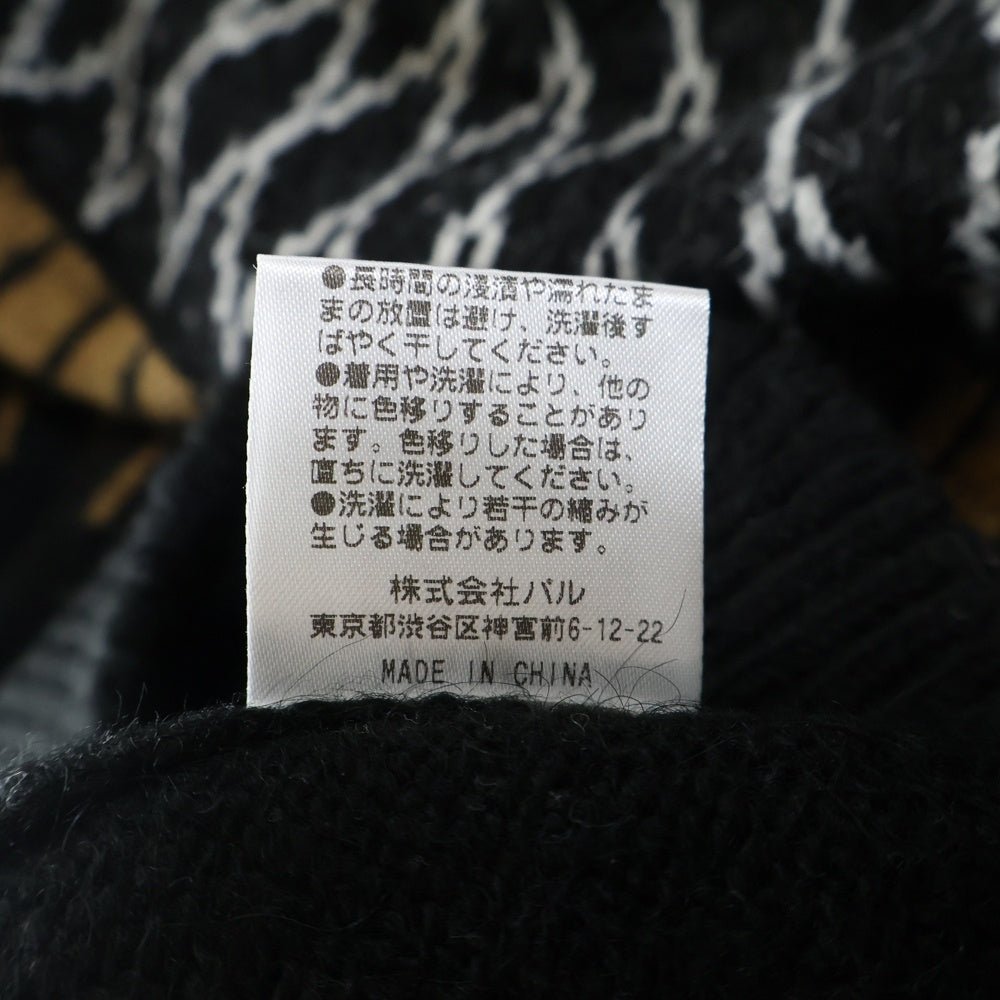 ●長時間の浸漬や濡れたま
まの放置は避け、洗濯後す
ばやく干してください。
●着用や洗濯により、他の
物に色移りすることがあり
ます。色移りした場合は、
直ちに洗濯してください。
●洗濯により若干の縮みが
生じる場合があります。
株式会社パル
東京都渋谷区神宮前6-12-22
MADE IN CHINA